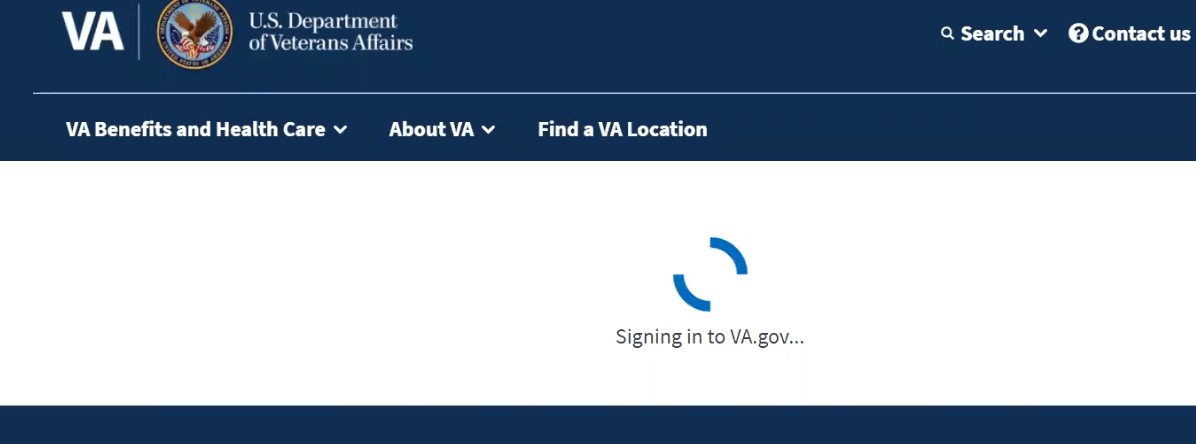 VA
U.S. Department
of Veterans Affairs
Search
Contact us
VA Benefits and Health Care
About VA
Find a VA Location
Signing in to VA.gov...